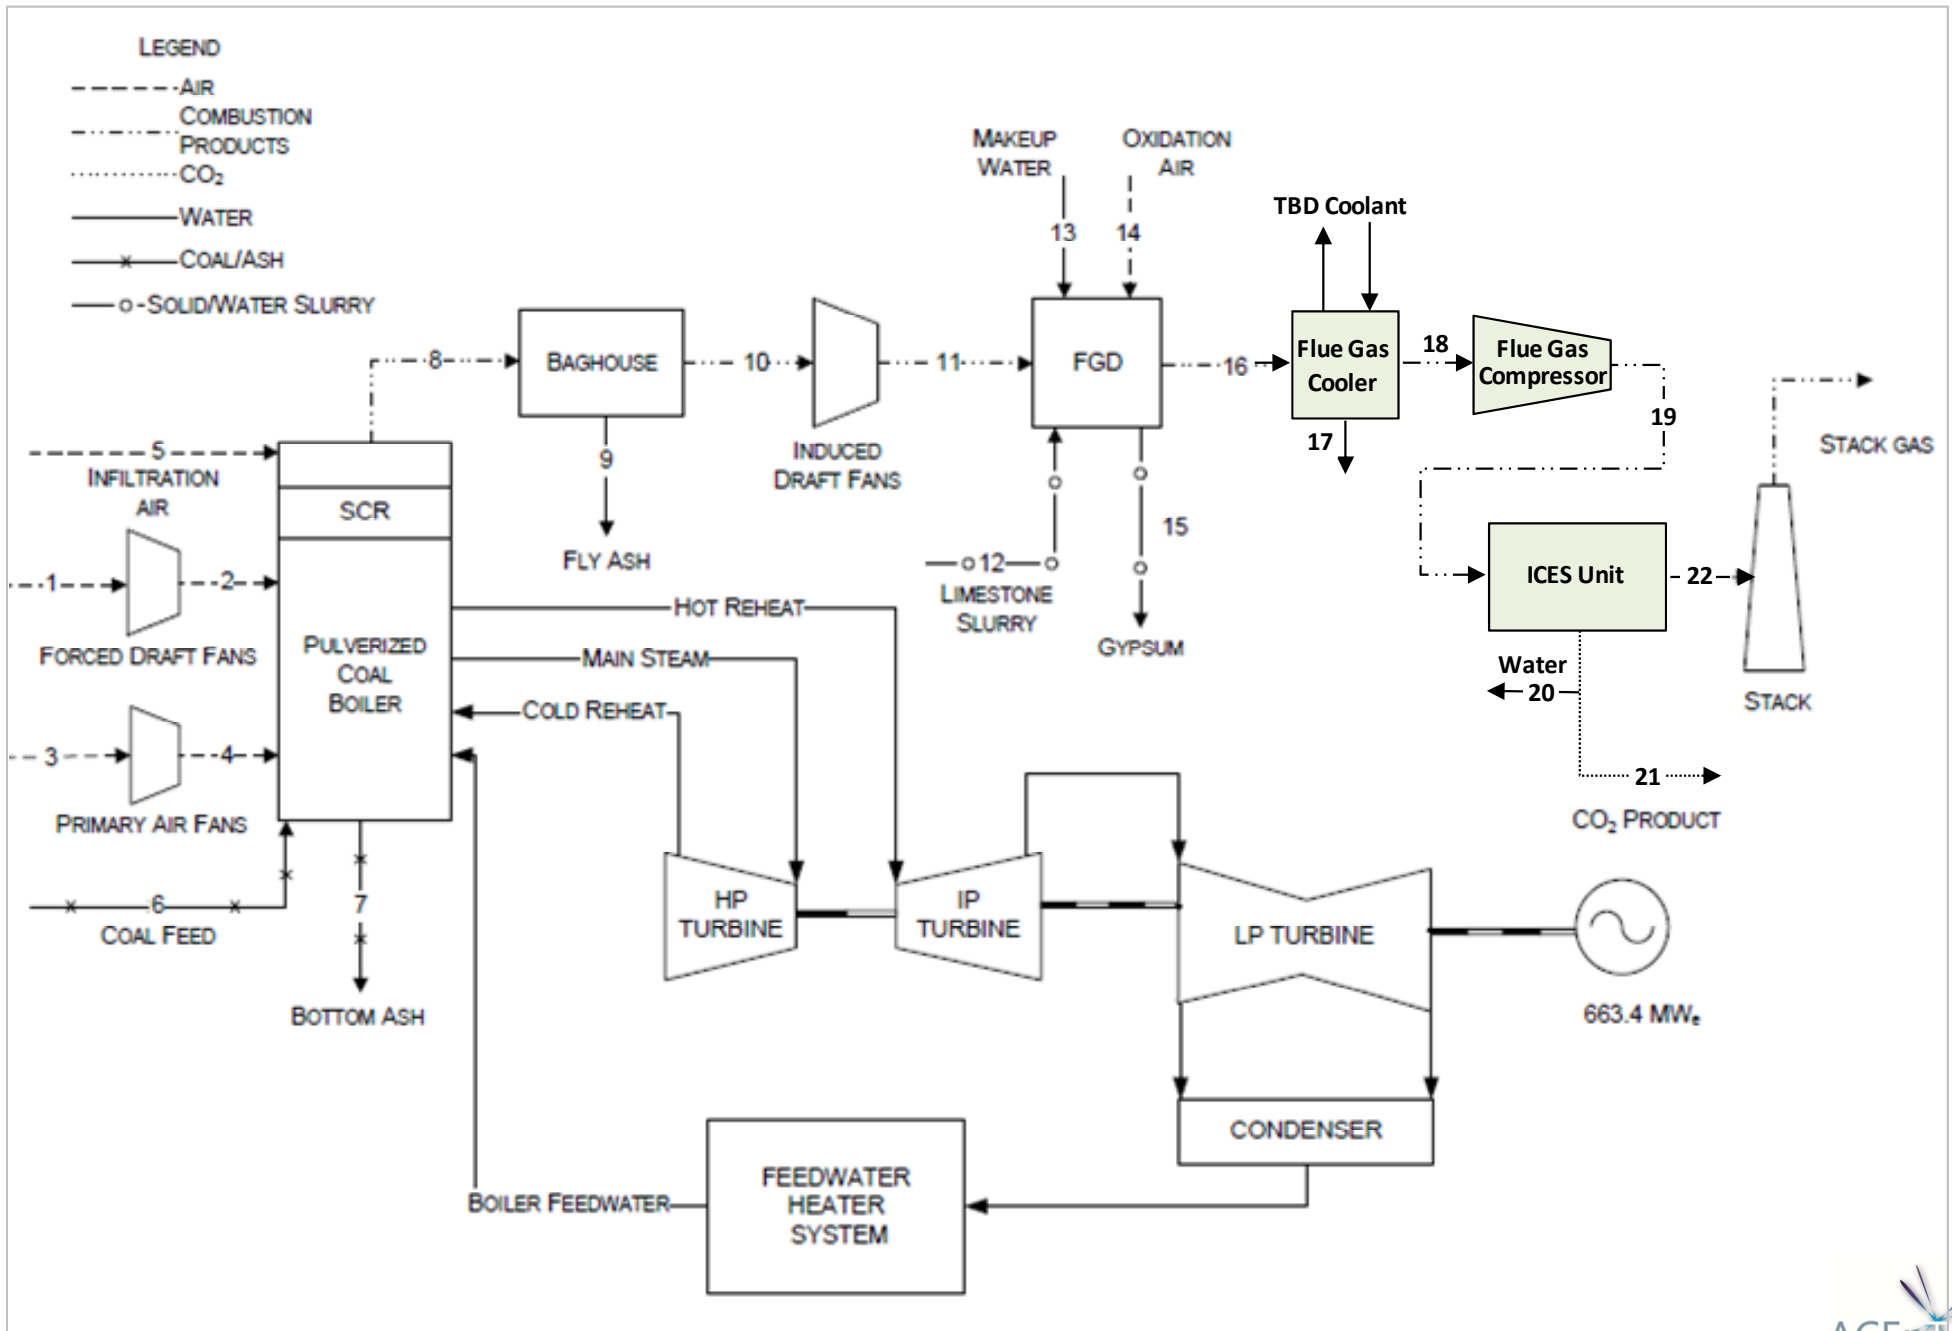 LEGEND
AIR
COMBUSTION
PRODUCTS
CO₂
WATER
COAL/ASH
SOLID/WATER SLURRY
MAKEUP
WATER
OXIDATION
AIR
13
14
TBD Coolant
8
BAGHOUSE
10
11
FGD
16
Flue Gas
Cooler
18
Flue Gas
Compressor
19
17
9
INDUCED
DRAFT FANS
FLY ASH
12
LIMESTONE
SLURRY
15
GYPSUM
STACK GAS
5
INFILTRATION
AIR
SCR
1
2
FORCED DRAFT FANS
PULVERIZED
COAL
BOILER
3
4
PRIMARY AIR FANS
6
COAL FEED
7
BOTTOM ASH
HOT REHEAT
MAIN STEAM
COLD REHEAT
ICES Unit
22
Water
20
21
CO₂ PRODUCT
STACK
HP
TURBINE
IP
TURBINE
LP TURBINE
663.4 MWe
CONDENSER
FEEDWATER
HEATER
SYSTEM
BOILER FEEDWATER